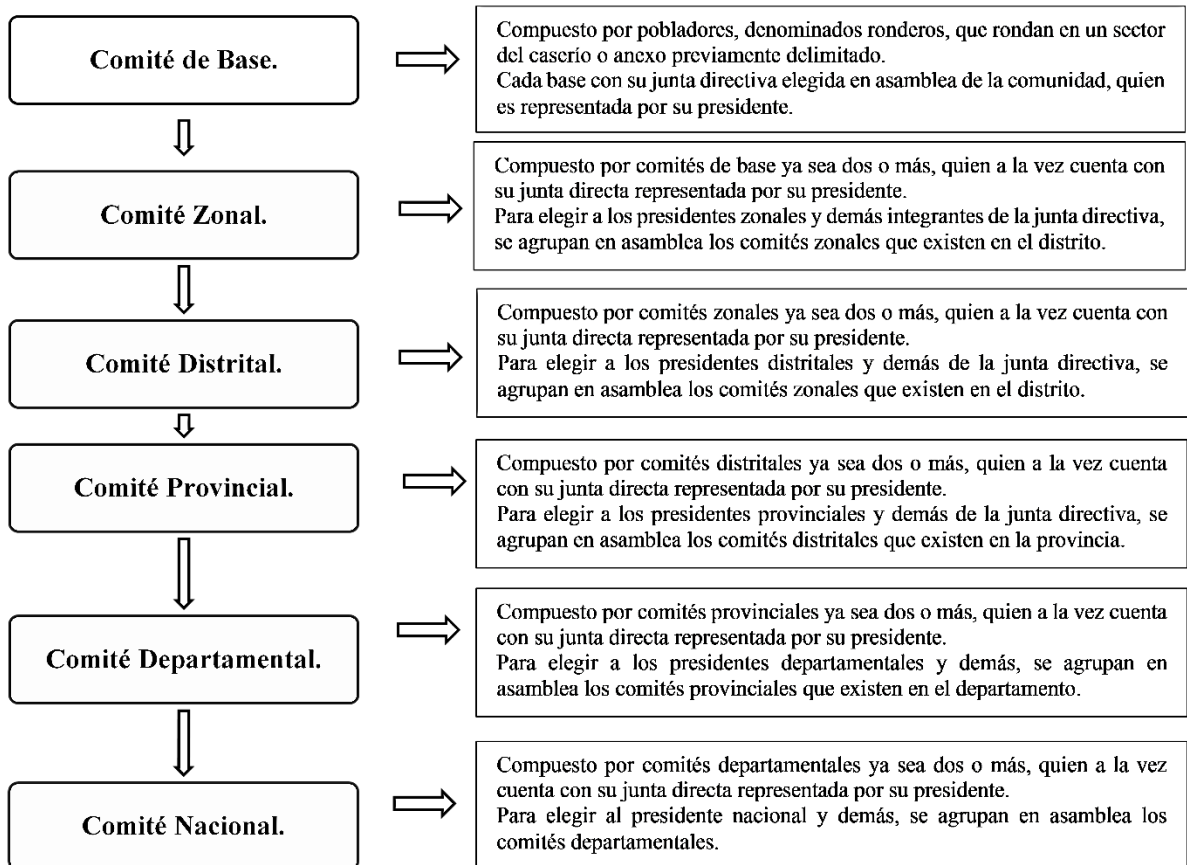 Comité de Base.
Compuesto por pobladores, denominados ronderos, que rondan en un sector
del caserío o anexo previamente delimitado.
Cada base con su junta directiva elegida en asamblea de la comunidad, quien
es representada por su presidente.
Comité Zonal.
Compuesto por comités de base ya sea dos o más, quien a la vez cuenta con
su junta directa representada por su presidente.
Para elegir a los presidentes zonales y demás integrantes de la junta directiva,
se agrupan en asamblea los comités zonales que existen en el distrito.
Comité Distrital.
Compuesto por comités zonales ya sea dos o más, quien a la vez cuenta con
su junta directa representada por su presidente.
Para elegir a los presidentes distritales y demás de la junta directiva, se
agrupan en asamblea los comités zonales que existen en el distrito.
Comité Provincial.
Compuesto por comités distritales ya sea dos o más, quien a la vez cuenta
con su junta directa representada por su presidente.
Para elegir a los presidentes provinciales y demás de la junta directiva, se
agrupan en asamblea los comités distritales que existen en la provincia.
Comité Departamental.
Compuesto por comités provinciales ya sea dos o más, quien a la vez cuenta
con su junta directa representada por su presidente.
Para elegir a los presidentes departamentales y demás, se agrupan en
asamblea los comités provinciales que existen en el departamento.
Comité Nacional.
Compuesto por comités departamentales ya sea dos o más, quien a la vez
cuenta con su junta directa representada por su presidente.
Para elegir al presidente nacional y demás, se agrupan en asamblea los
comités departamentales.